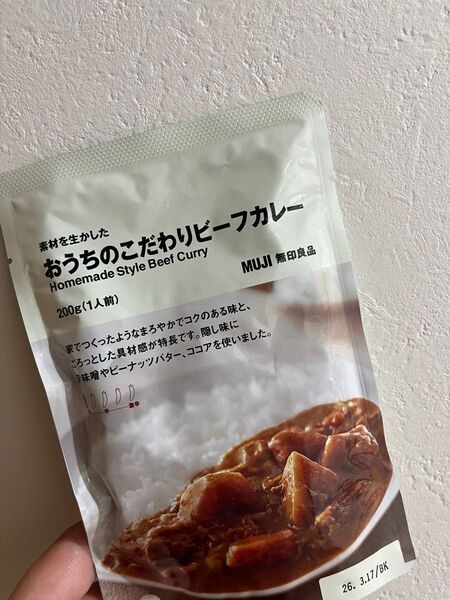 素材を生かした
おうちのこだわりビーフカレー
Homemade Style Beef Curry
MUJI 無印良品
200g(1人前)
家でつくったようなまろやかでコクのある味と、
ろっとした具材感が特長です。隠し味に
味噌やピーナッツバター、ココアを使いました。
26. 3.17/BK